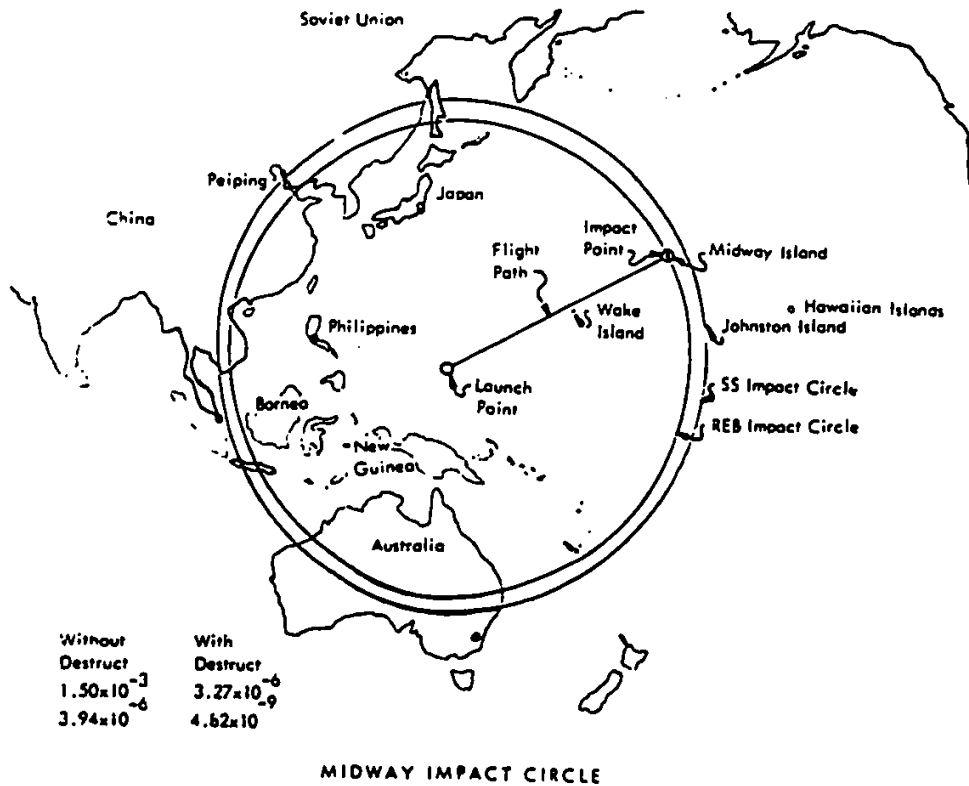 Soviet Union
Peiping
Japan
China
Impact
Point
Midway Island
Flight
Path
Hawaiian Islands
Wake
Island
Johnston Island
Philippines
Launch
Point
SS Impact Circle
Borneo
REB Impact Circle
New
Guinea
Australia
Without With
Destruct Destruct
1.50x10-3 3.27x10-6
3.94x10-6 4.62x10-9
MIDWAY IMPACT CIRCLE